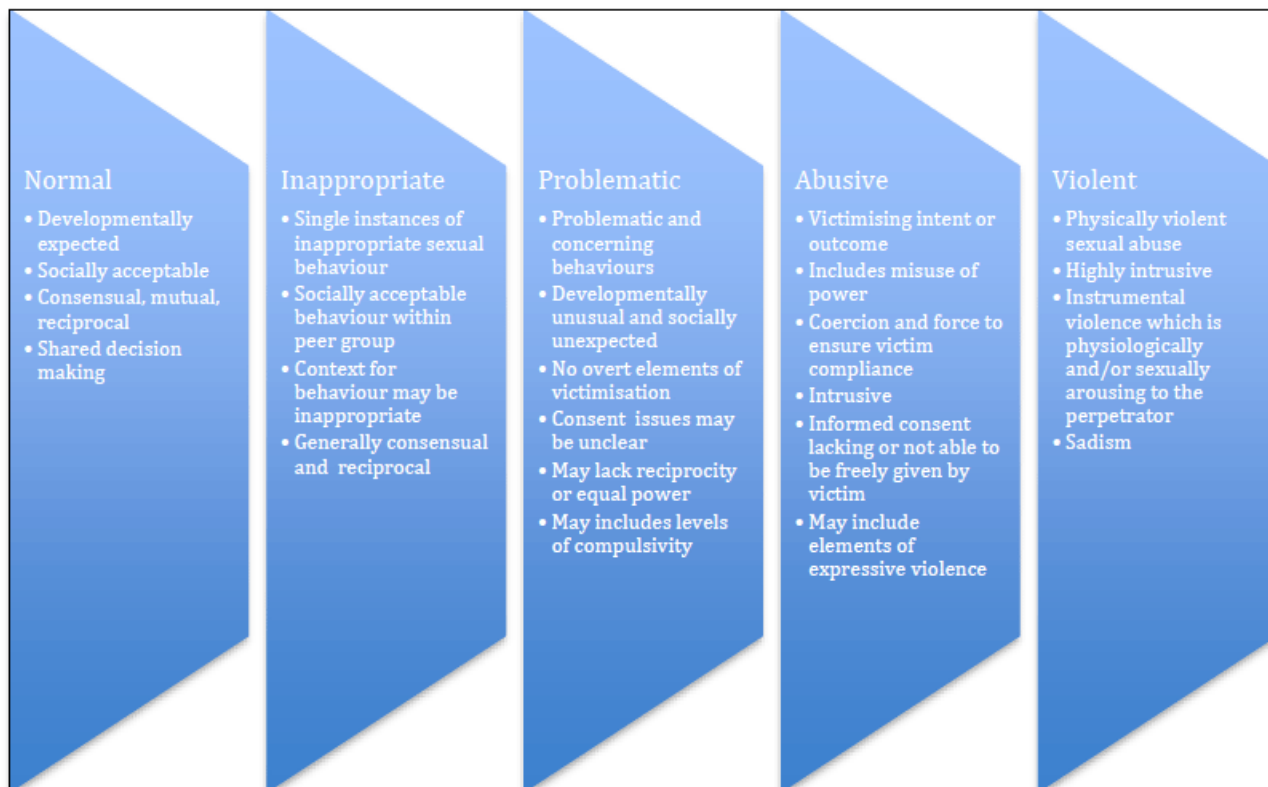 Normal
• Developmentally
expected
• Socially acceptable
• Consensual, mutual,
reciprocal
• Shared decision
making
Inappropriate
• Single instances of
inappropriate sexual
behaviour
• Socially acceptable
behaviour within
peer group
• Context for
behaviour may be
inappropriate
• Generally consensual
and reciprocal
Problematic
• Problematic and
concerning
behaviours
• Developmentally
unusual and socially
unexpected
• No overt elements of
victimisation
• Consent issues may
be unclear
• May lack reciprocity
or equal power
• May includes levels
of compulsivity
Abusive
• Victimising intent or
outcome
• Includes misuse of
power
• Coercion and force to
ensure victim
compliance
• Intrusive
• Informed consent
lacking or not able to
be freely given by
victim
• May include
elements of
expressive violence
Violent
• Physically violent
sexual abuse
• Highly intrusive
• Instrumental
violence which is
physiologically
and/or sexually
arousing to the
perpetrator
• Sadism